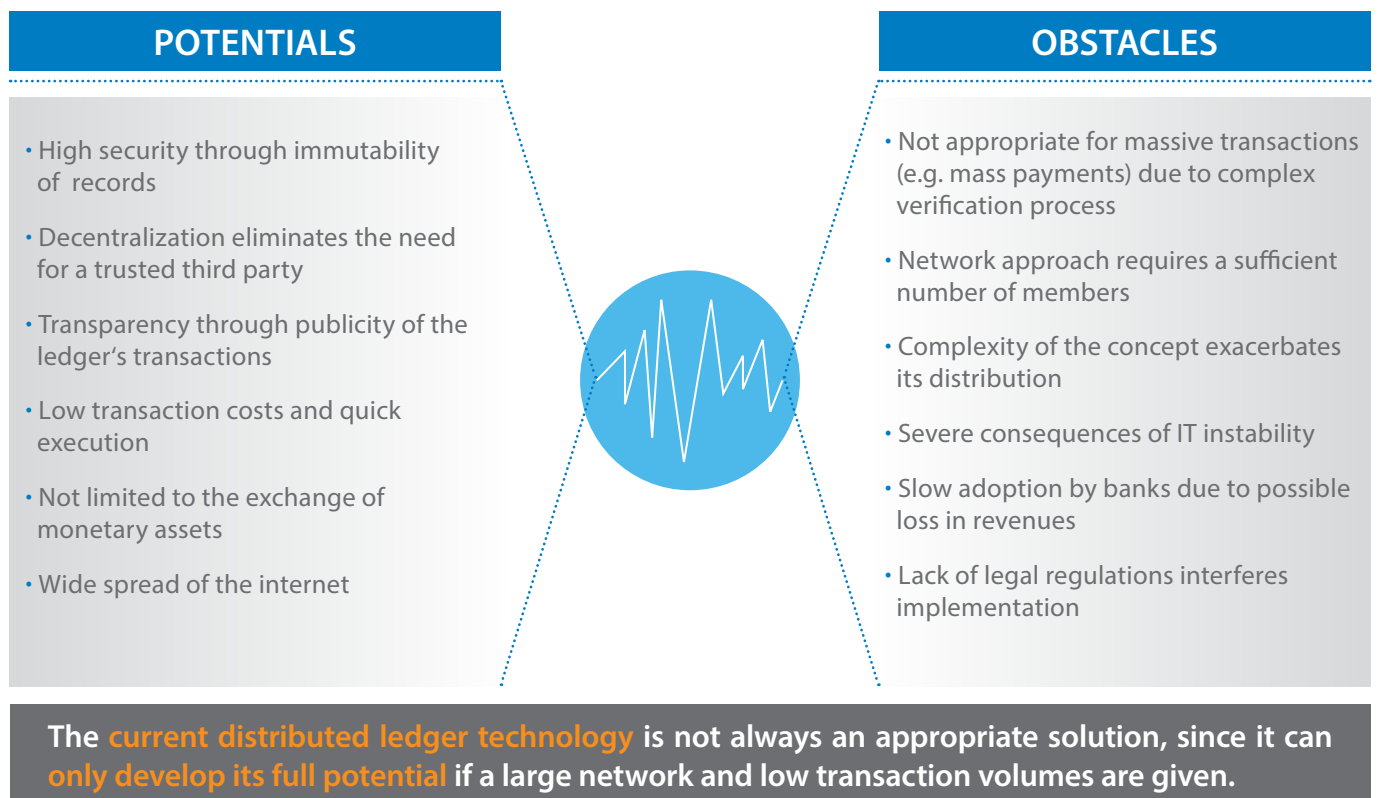 POTENTIALS
• High security through immutability
of records
• Decentralization eliminates the need
for a trusted third party
• Transparency through publicity of the
ledger‘s transactions
• Low transaction costs and quick
execution
• Not limited to the exchange of
monetary assets
• Wide spread of the internet
OBSTACLES
• Not appropriate for massive transactions
(e.g. mass payments) due to complex
verification process
• Network approach requires a sufficient
number of members
• Complexity of the concept exacerbates
its distribution
• Severe consequences of IT instability
• Slow adoption by banks due to possible
loss in revenues
• Lack of legal regulations interferes
implementation
The current distributed ledger technology is not always an appropriate solution, since it can
only develop its full potential if a large network and low transaction volumes are given.